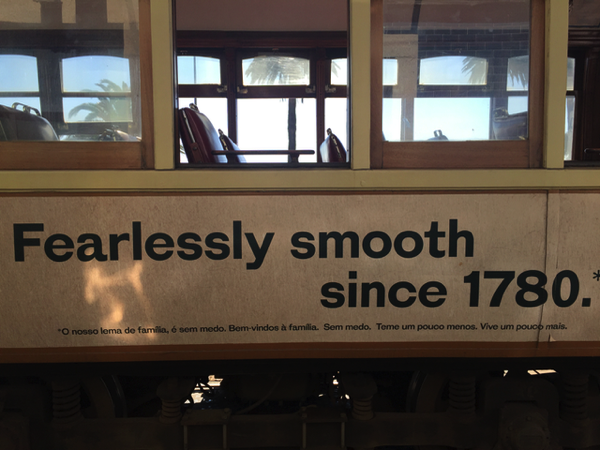 Fearlessly smooth
since 1780.*
*O nosso lema de família, é sem medo. Bem-vindos à família. Sem medo. Teme um pouco menos. Vive um pouco mais.